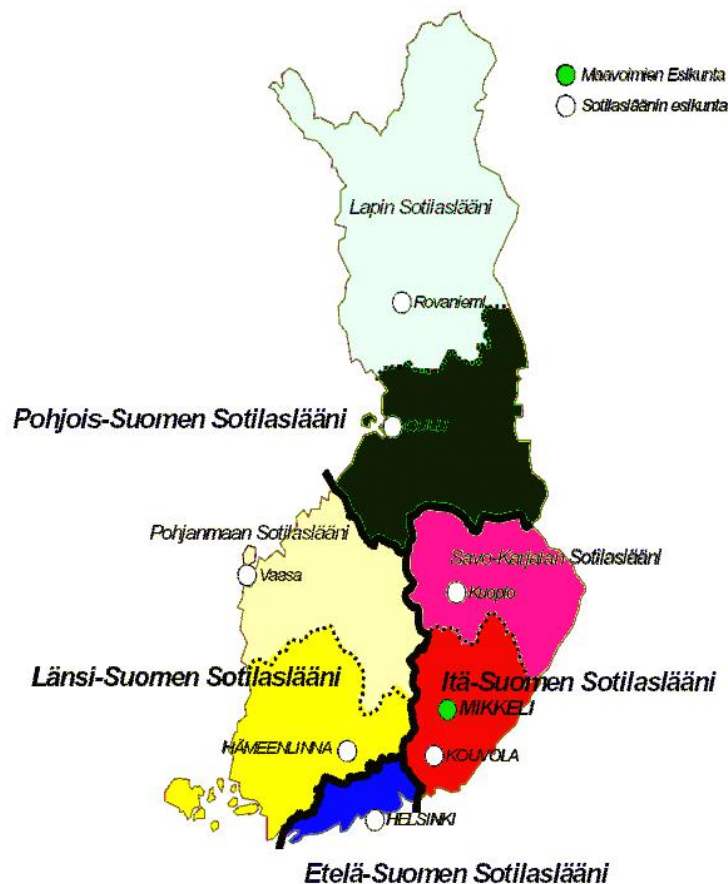 Maavoimien Esikunta
Sotilasläänin esikunta
Lapin Sotilaslääni
Rovaniemi
Pohjois-Suomen Sotilaslääni
OULU
Pohjanmaan Sotilaslääni
Savo-Karjalan Sotilaslääni
Vaasa
Kuopio
Länsi-Suomen Sotilaslääni
Itä-Suomen Sotilaslääni
MIKKELI
HÄMEENLINNA
KOUVOLA
HELSINKI
Etelä-Suomen Sotilaslääni